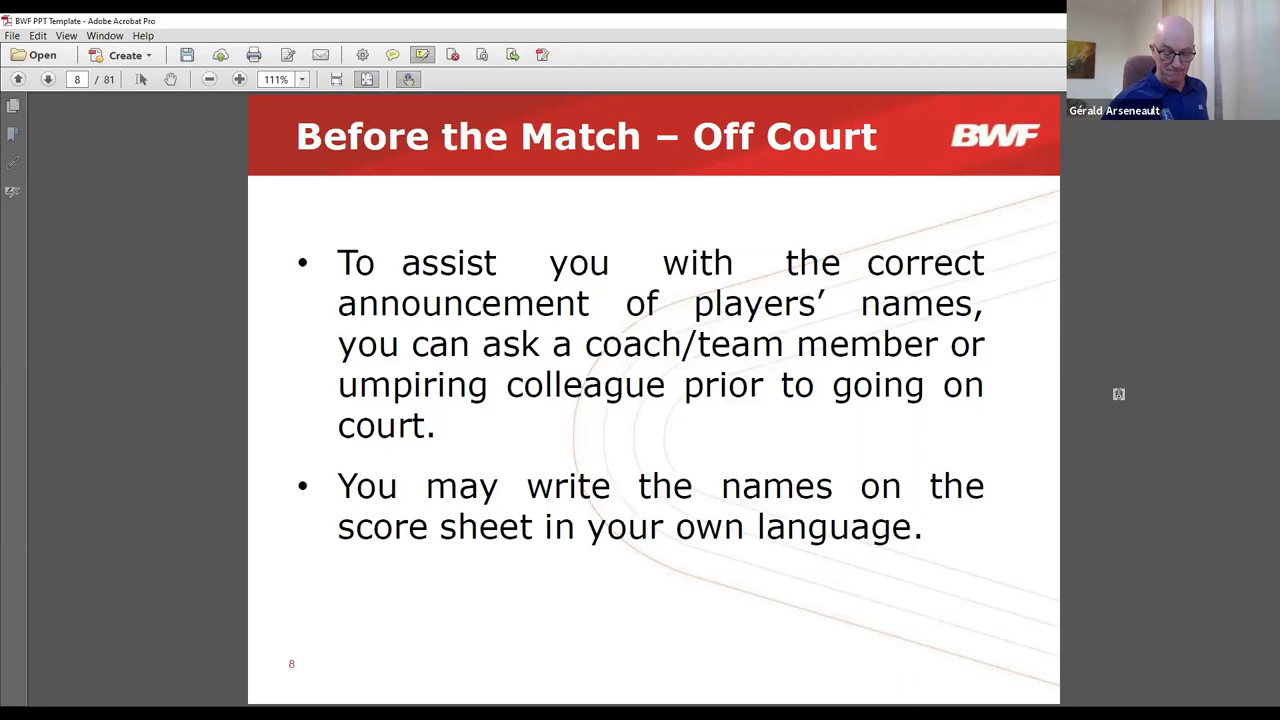 BWF PPT Template - Adobe Acrobat Pro
File Edit View Window Help
Open Create
8 / 81 111%
Gérald Arseneault
Before the Match – Off Court
BWF
• To assist you with the correct
announcement of players’ names,
you can ask a coach/team member or
umpiring colleague prior to going on
court.
• You may write the names on the
score sheet in your own language.
8